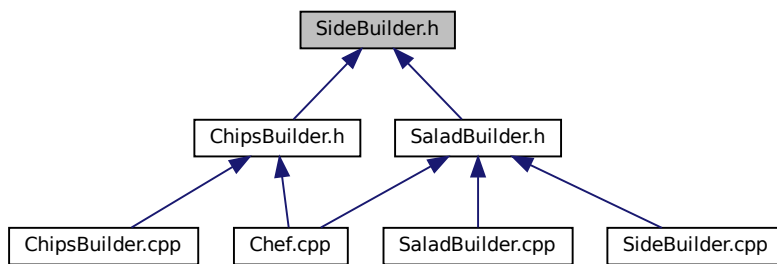 SideBuilder.h
ChipsBuilder.h
SaladBuilder.h
ChipsBuilder.cpp
Chef.cpp
SaladBuilder.cpp
SideBuilder.cpp